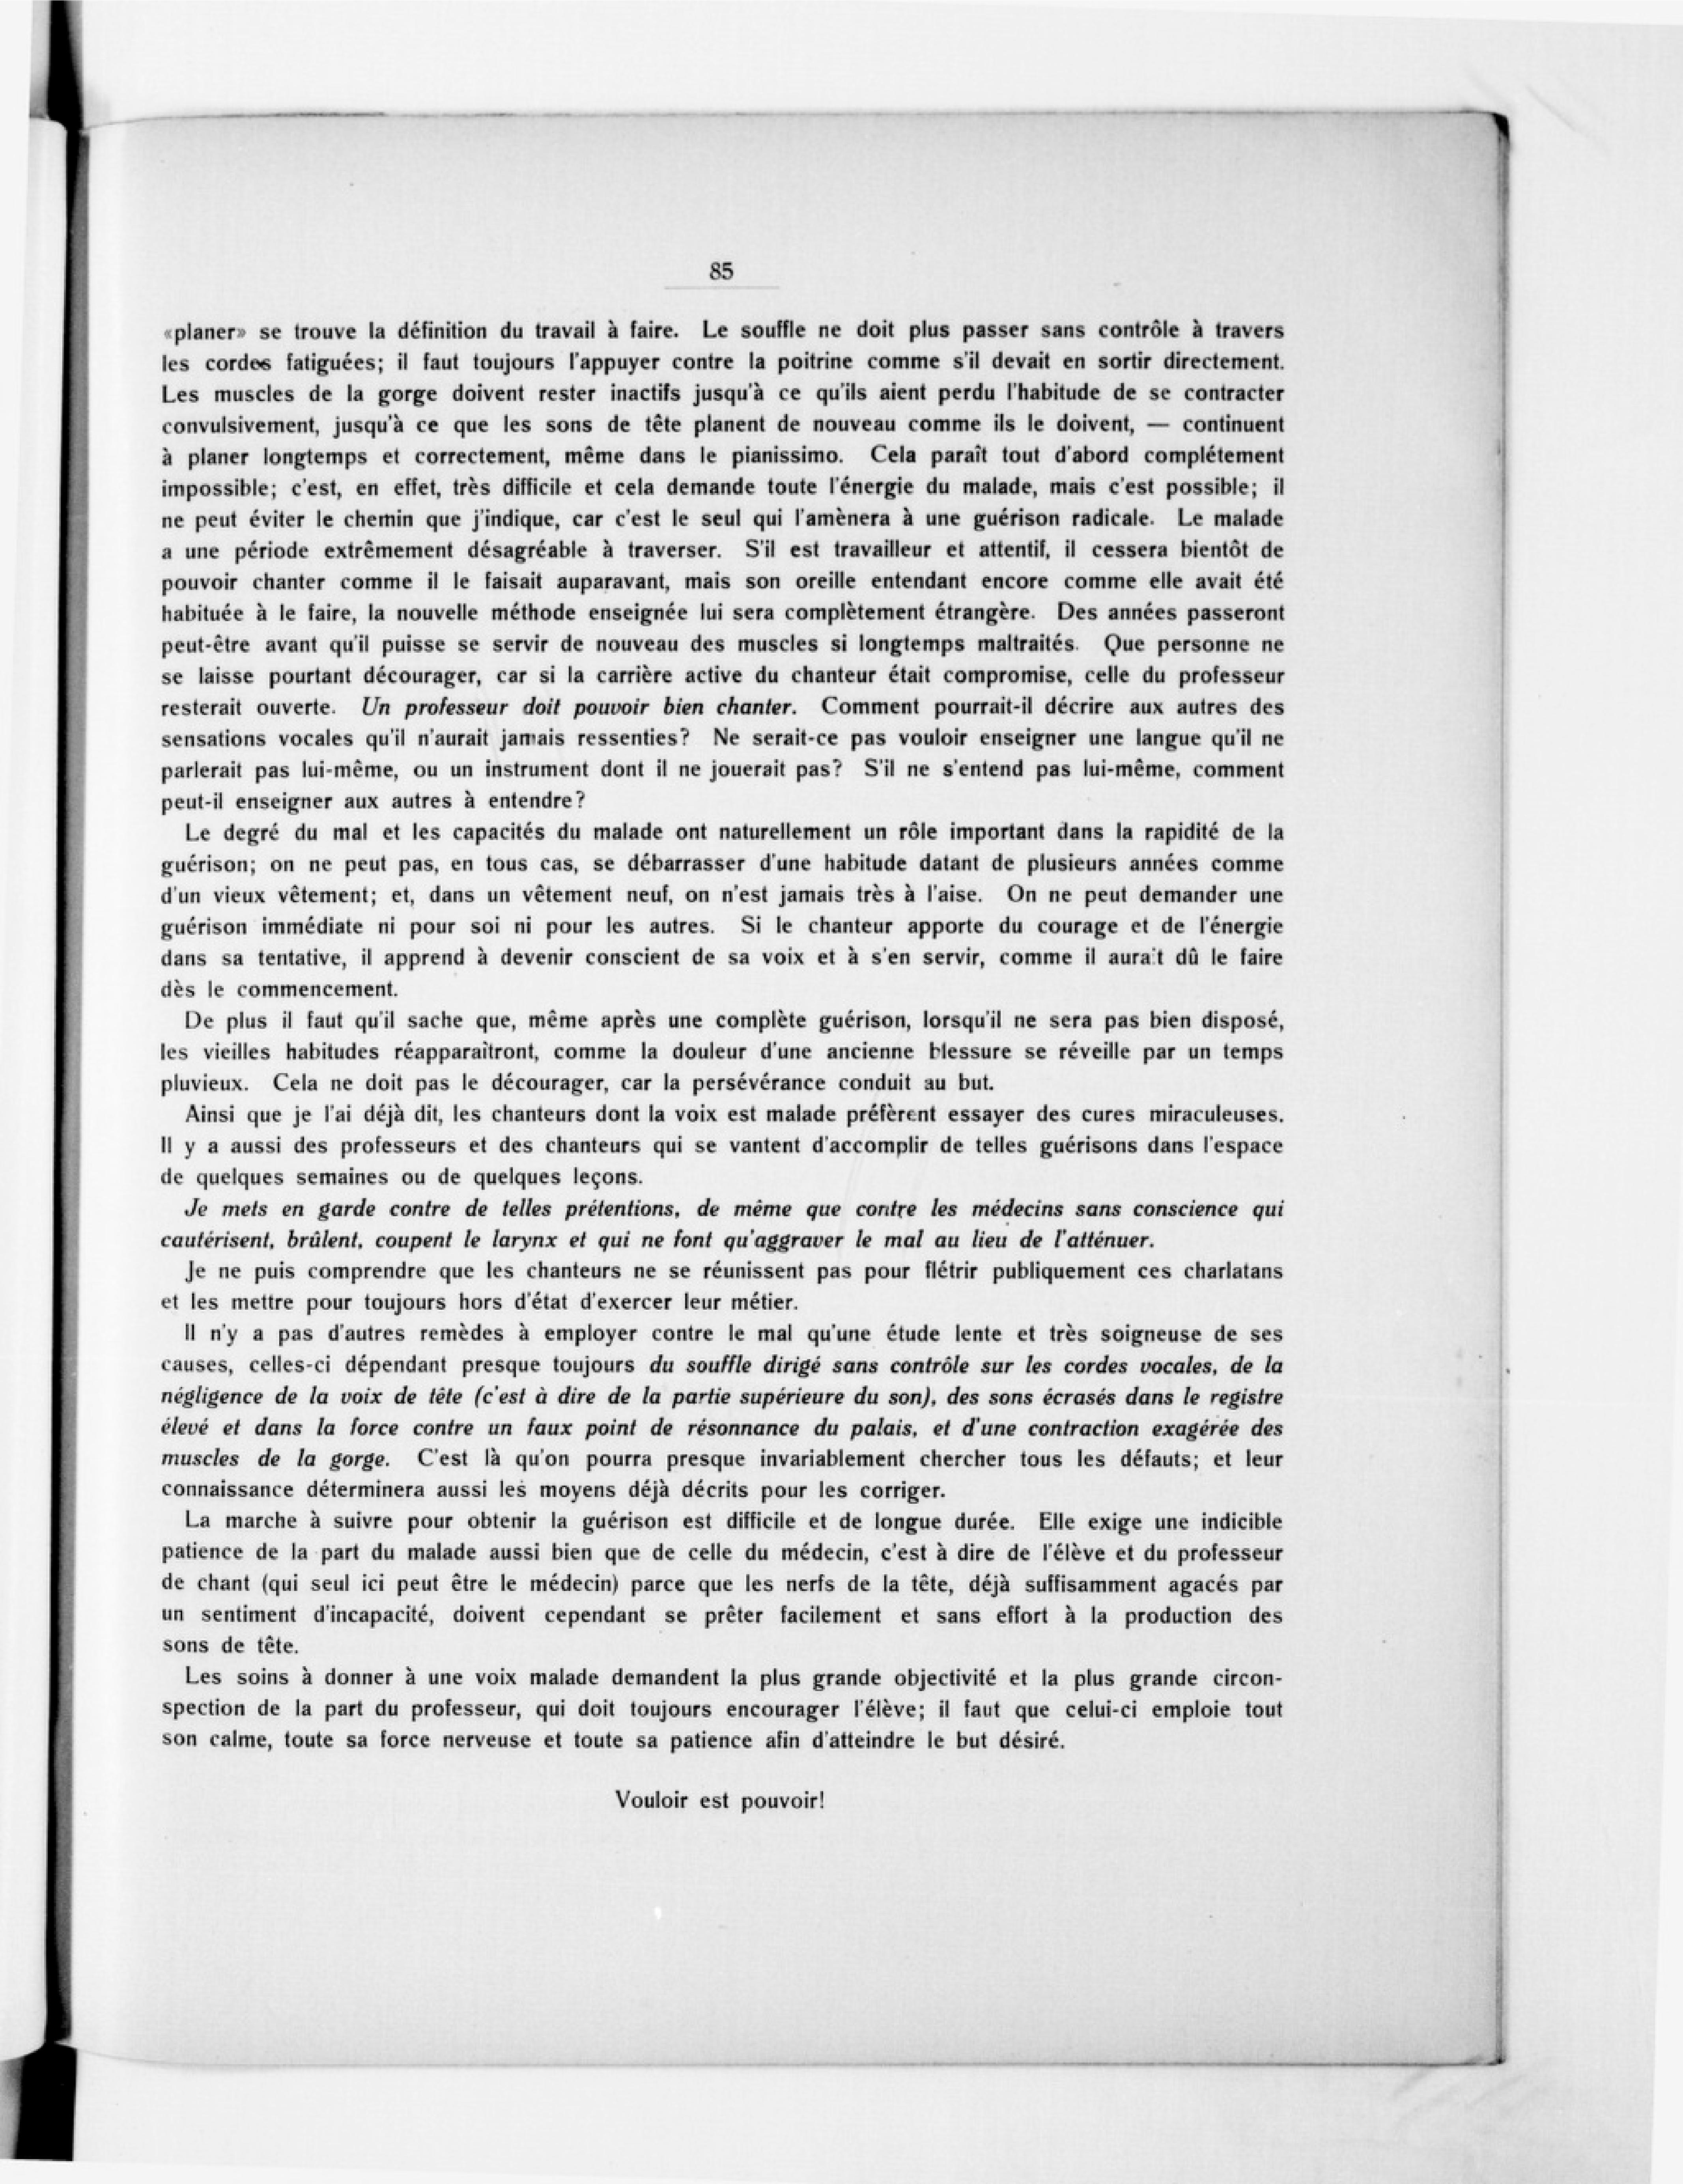 85
«planer» se trouve la définition du travail à faire. Le souffle ne doit plus passer sans contrôle à travers
les cordes fatiguées; il faut toujours l'appuyer contre la poitrine comme s'il devait en sortir directement.
Les muscles de la gorge doivent rester inactifs jusqu'à ce qu'ils aient perdu l'habitude de se contracter
convulsivement, jusqu'à ce que les sons de tête planent de nouveau comme ils le doivent, — continuent
à planer longtemps et correctement, même dans le pianissimo. Cela paraît tout d'abord complétement
impossible; c'est, en effet, très difficile et cela demande toute l'énergie du malade, mais c'est possible; il
ne peut éviter le chemin que j'indique, car c'est le seul qui l'amènera à une guérison radicale. Le malade
a une période extrêmement désagréable à traverser. S'il est travailleur et attentif, il cessera bientôt de
pouvoir chanter comme il le faisait auparavant, mais son oreille entendant encore comme elle avait été
habituée à le faire, la nouvelle méthode enseignée lui sera complètement étrangère. Des années passeront
peut-être avant qu'il puisse se servir de nouveau des muscles si longtemps maltraités. Que personne ne
se laisse pourtant décourager, car si la carrière active du chanteur était compromise, celle du professeur
resterait ouverte. Un professeur doit pouvoir bien chanter. Comment pourrait-il décrire aux autres des
sensations vocales qu'il n'aurait jamais ressenties? Ne serait-ce pas vouloir enseigner une langue qu'il ne
parlerait pas lui-même, ou un instrument dont il ne jouerait pas? S'il ne s'entend pas lui-même, comment
peut-il enseigner aux autres à entendre?
Le degré du mal et les capacités du malade ont naturellement un rôle important dans la rapidité de la
guérison; on ne peut pas, en tous cas, se débarrasser d'une habitude datant de plusieurs années comme
d'un vieux vêtement; et, dans un vêtement neuf, on n'est jamais très à l'aise. On ne peut demander une
guérison immédiate ni pour soi ni pour les autres. Si le chanteur apporte du courage et de l'énergie
dans sa tentative, il apprend à devenir conscient de sa voix et à s'en servir, comme il aurait dû le faire
dès le commencement.
De plus il faut qu'il sache que, même après une complète guérison, lorsqu'il ne sera pas bien disposé,
les vieilles habitudes réapparaîtront, comme la douleur d'une ancienne blessure se réveille par un temps
pluvieux. Cela ne doit pas le décourager, car la persévérance conduit au but.
Ainsi que je l'ai déjà dit, les chanteurs dont la voix est malade préfèrent essayer des cures miraculeuses.
Il y a aussi des professeurs et des chanteurs qui se vantent d'accomplir de telles guérisons dans l'espace
de quelques semaines ou de quelques leçons.
Je mets en garde contre de telles prétentions, de même que contre les médecins sans conscience qui
cautérisent, brûlent, coupent le larynx et qui ne font qu'aggraver le mal au lieu de l'atténuer.
Je ne puis comprendre que les chanteurs ne se réunissent pas pour flétrir publiquement ces charlatans
et les mettre pour toujours hors d'état d'exercer leur métier.
Il n'y a pas d'autres remèdes à employer contre le mal qu'une étude lente et très soigneuse de ses
causes, celles-ci dépendant presque toujours du souffle dirigé sans contrôle sur les cordes vocales, de la
négligence de la voix de tête (c'est à dire de la partie supérieure du son), des sons écrasés dans le registre
élevé et dans la force contre un faux point de résonnance du palais, et d'une contraction exagérée des
muscles de la gorge. C'est là qu'on pourra presque invariablement chercher tous les défauts; et leur
connaissance déterminera aussi les moyens déjà décrits pour les corriger.
La marche à suivre pour obtenir la guérison est difficile et de longue durée. Elle exige une indicible
patience de la part du malade aussi bien que de celle du médecin, c'est à dire de l'élève et du professeur
de chant (qui seul ici peut être le médecin) parce que les nerfs de la tête, déjà suffisamment agacés par
un sentiment d'incapacité, doivent cependant se prêter facilement et sans effort à la production des
sons de tête.
Les soins à donner à une voix malade demandent la plus grande objectivité et la plus grande circon-
spection de la part du professeur, qui doit toujours encourager l'élève; il faut que celui-ci emploie tout
son calme, toute sa force nerveuse et toute sa patience afin d'atteindre le but désiré.
Vouloir est pouvoir!